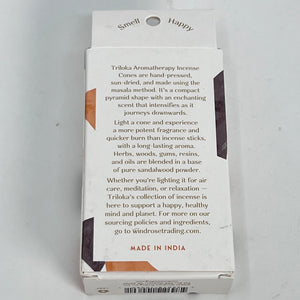 Smell Happy
Triloka Aromatherapy Incense
Cones are hand-pressed,
sun-dried, and made using the
masala method. It's a compact
pyramid shape with an enchanting
scent that intensifies as it
journeys downwards.
Light a cone and experience
a more potent fragrance and
quicker burn than incense sticks,
with a long-lasting aroma.
Herbs, woods, gums, resins,
and oils are blended in a base
of pure sandalwood powder.
Whether you're lighting it for air
care, meditation, or relaxation —
Triloka's collection of incense is
here to support a happy, healthy
mind and planet. For more on our
sourcing policies and ingredients,
go to windrosetrading.com.
MADE IN INDIA